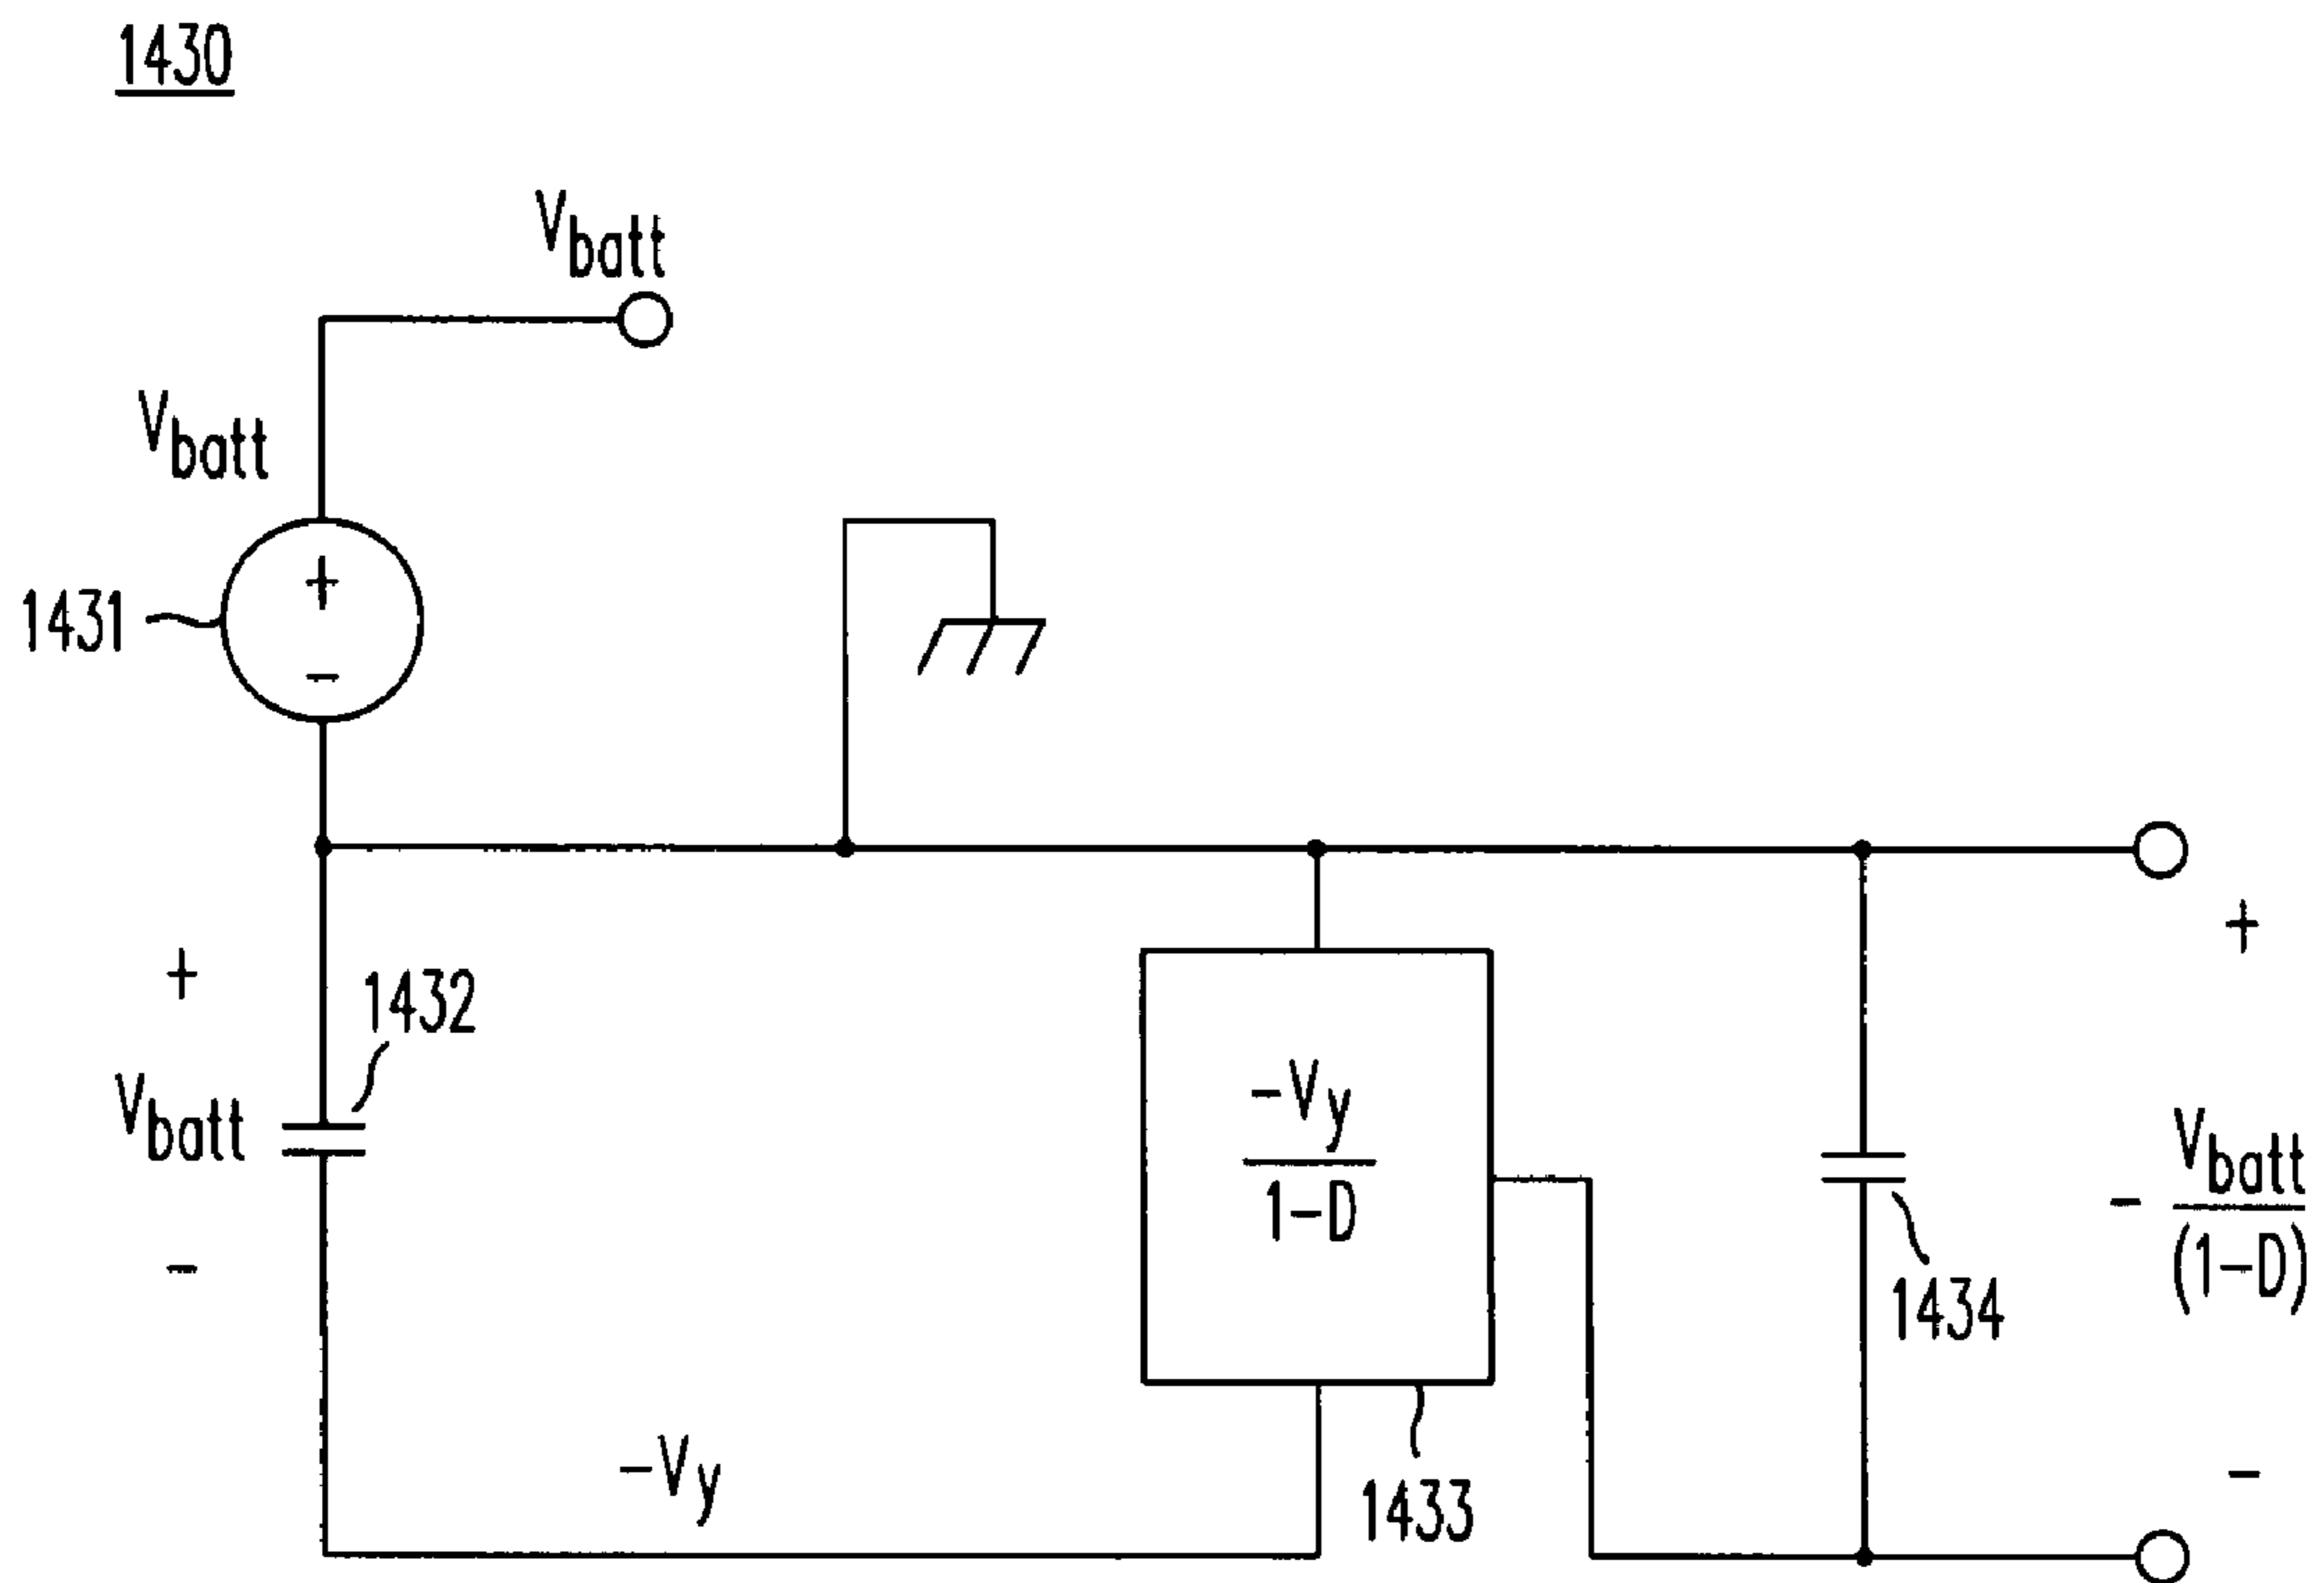 1430
Vbatt
Vbatt
+
1431
-
+
1432
+
Vbatt
-Vy
1-D
- Vbatt
(1-D)
-
1434
-Vy
1433
-